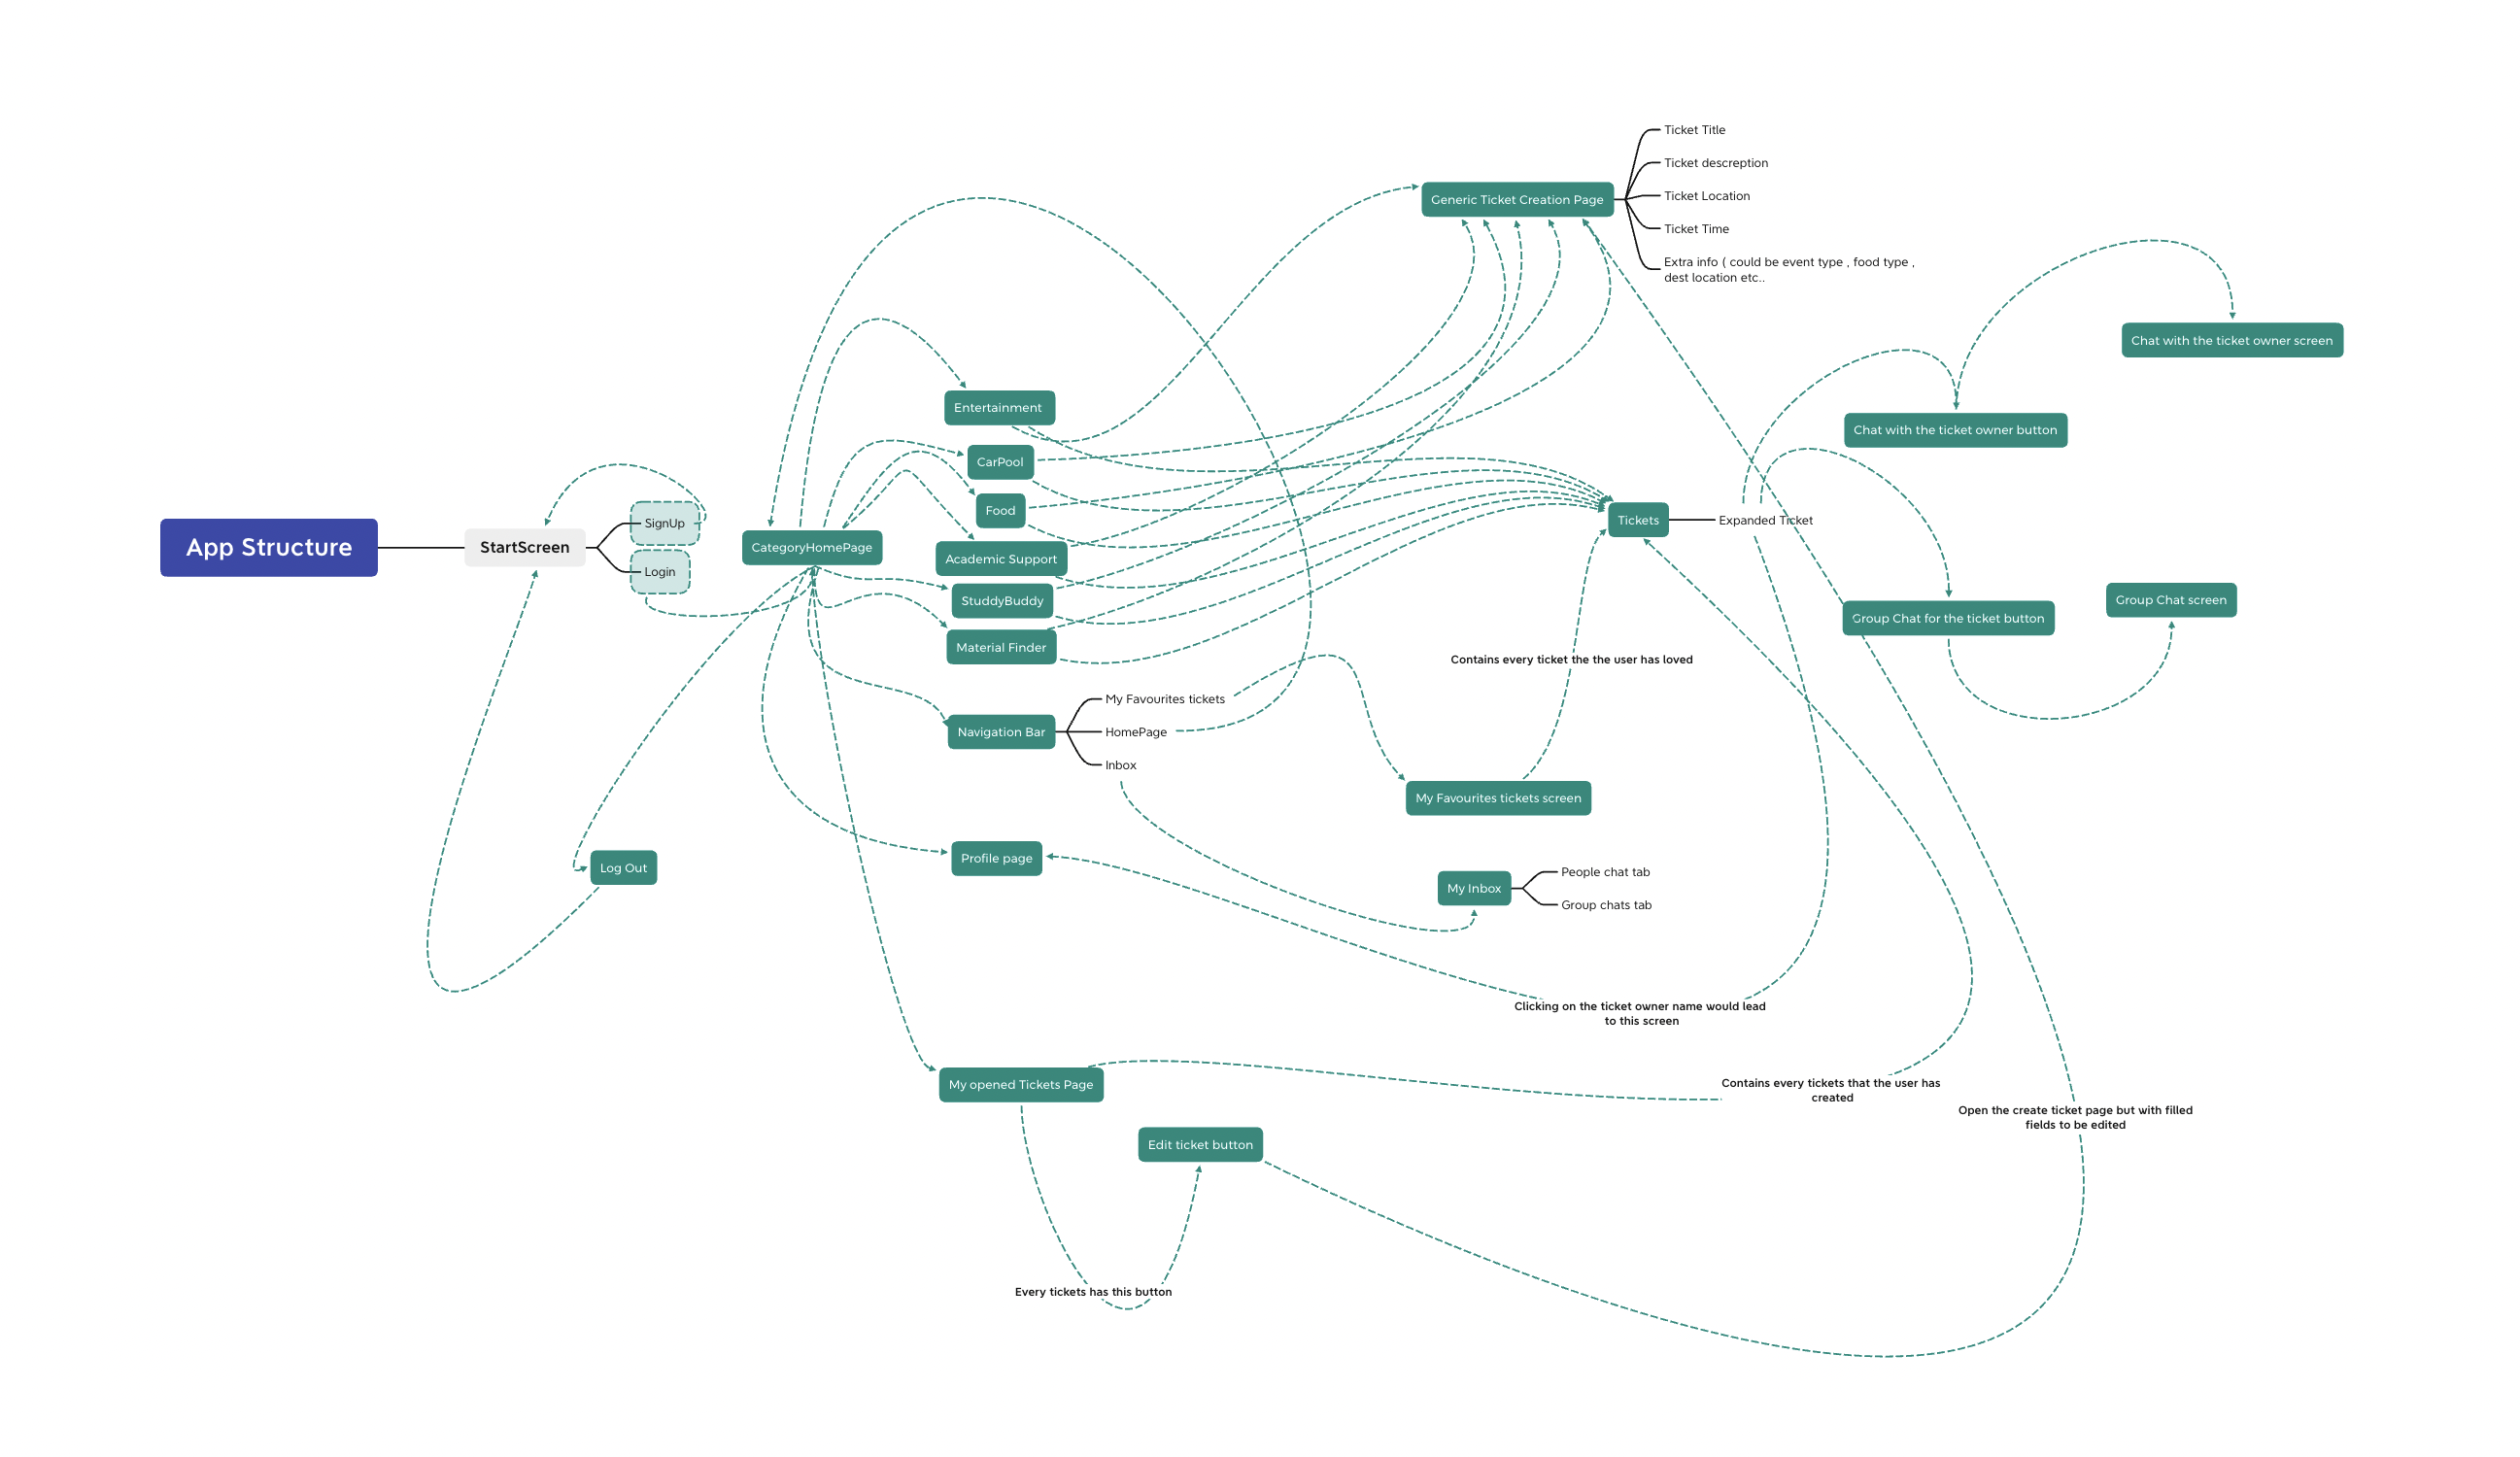 Ticket Title
Ticket descreption
Generic Ticket Creation Page
Ticket Location
Ticket Time
Extra info ( could be event type , food type ,
dest location etc..
Chat with the ticket owner screen
Entertainment
Chat with the ticket owner button
CarPool
Food
Tickets
Expanded Ticket
SignUp
App Structure
StartScreen
CategoryHomePage
Academic Support
Login
StuddyBuddy
Group Chat screen
Group Chat for the ticket button
Material Finder
Contains every ticket the the user has loved
My Favourites tickets
Navigation Bar
HomePage
Inbox
My Favourites tickets screen
Profile page
Log Out
People chat tab
My Inbox
Group chats tab
Clicking on the ticket owner name would lead
to this screen
My opened Tickets Page
Contains every tickets that the user has
created
Open the create ticket page but with filled
fields to be edited
Edit ticket button
Every tickets has this button